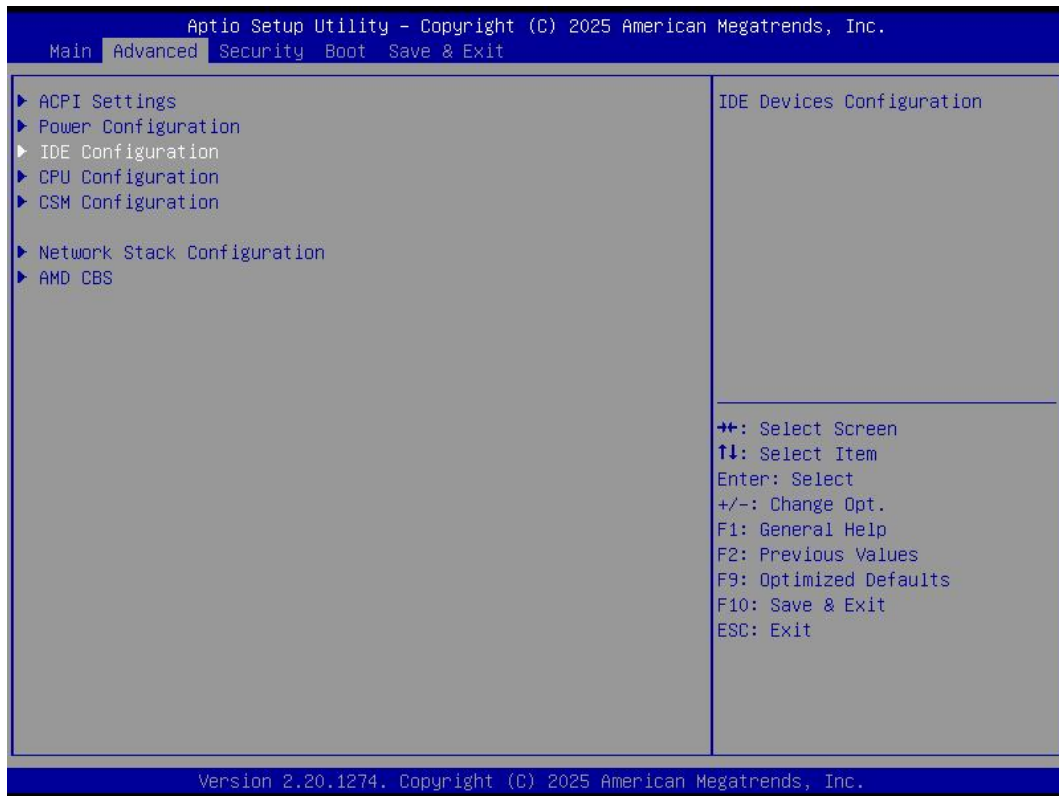 Aptio Setup Utility – Copyright (C) 2025 American Megatrends, Inc.
Main Advanced Security Boot Save & Exit
▶ ACPI Settings
▶ Power Configuration
▶ IDE Configuration
▶ CPU Configuration
▶ CSM Configuration
▶ Network Stack Configuration
▶ AMD CBS
IDE Devices Configuration
→←: Select Screen
↑↓: Select Item
Enter: Select
+/-: Change Opt.
F1: General Help
F2: Previous Values
F9: Optimized Defaults
F10: Save & Exit
ESC: Exit
Version 2.20.1274. Copyright (C) 2025 American Megatrends, Inc.